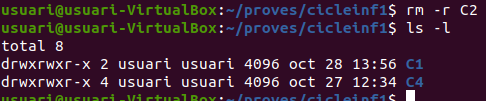 usuari@usuari-VirtualBox:~/proves/cicleinf1$ rm -r C2
usuari@usuari-VirtualBox:~/proves/cicleinf1$ ls -l
total 8
drwxrwxr-x 2 usuari usuari 4096 oct 28 13:56 C1
drwxrwxr-x 4 usuari usuari 4096 oct 27 12:34 C4
usuari@usuari-VirtualBox:~/proves/cicleinf1$